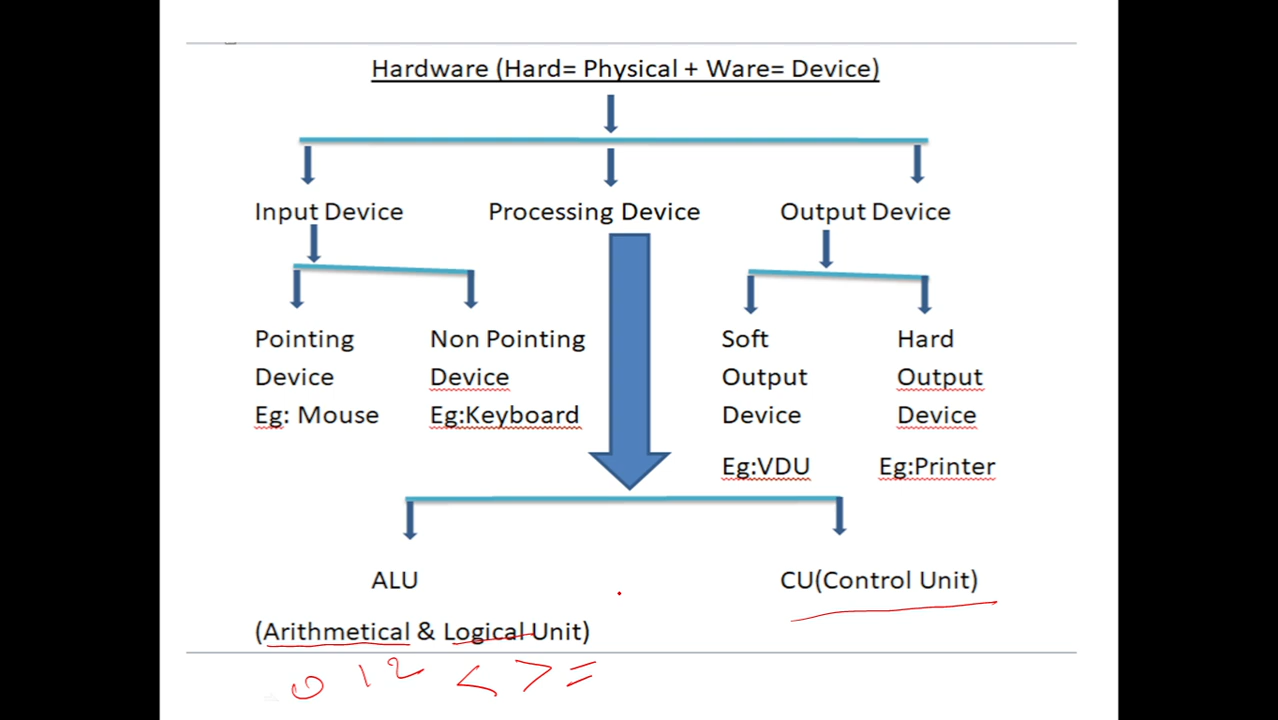 Hardware (Hard= Physical + Ware= Device)
Input Device
Processing Device
Output Device
Pointing
Device
Eg: Mouse
Non Pointing
Device
Eg:Keyboard
Soft
Output
Device
Eg:VDU
Hard
Output
Device
Eg:Printer
ALU
(Arithmetical & Logical Unit)
CU(Control Unit)
0 1 2 < > =